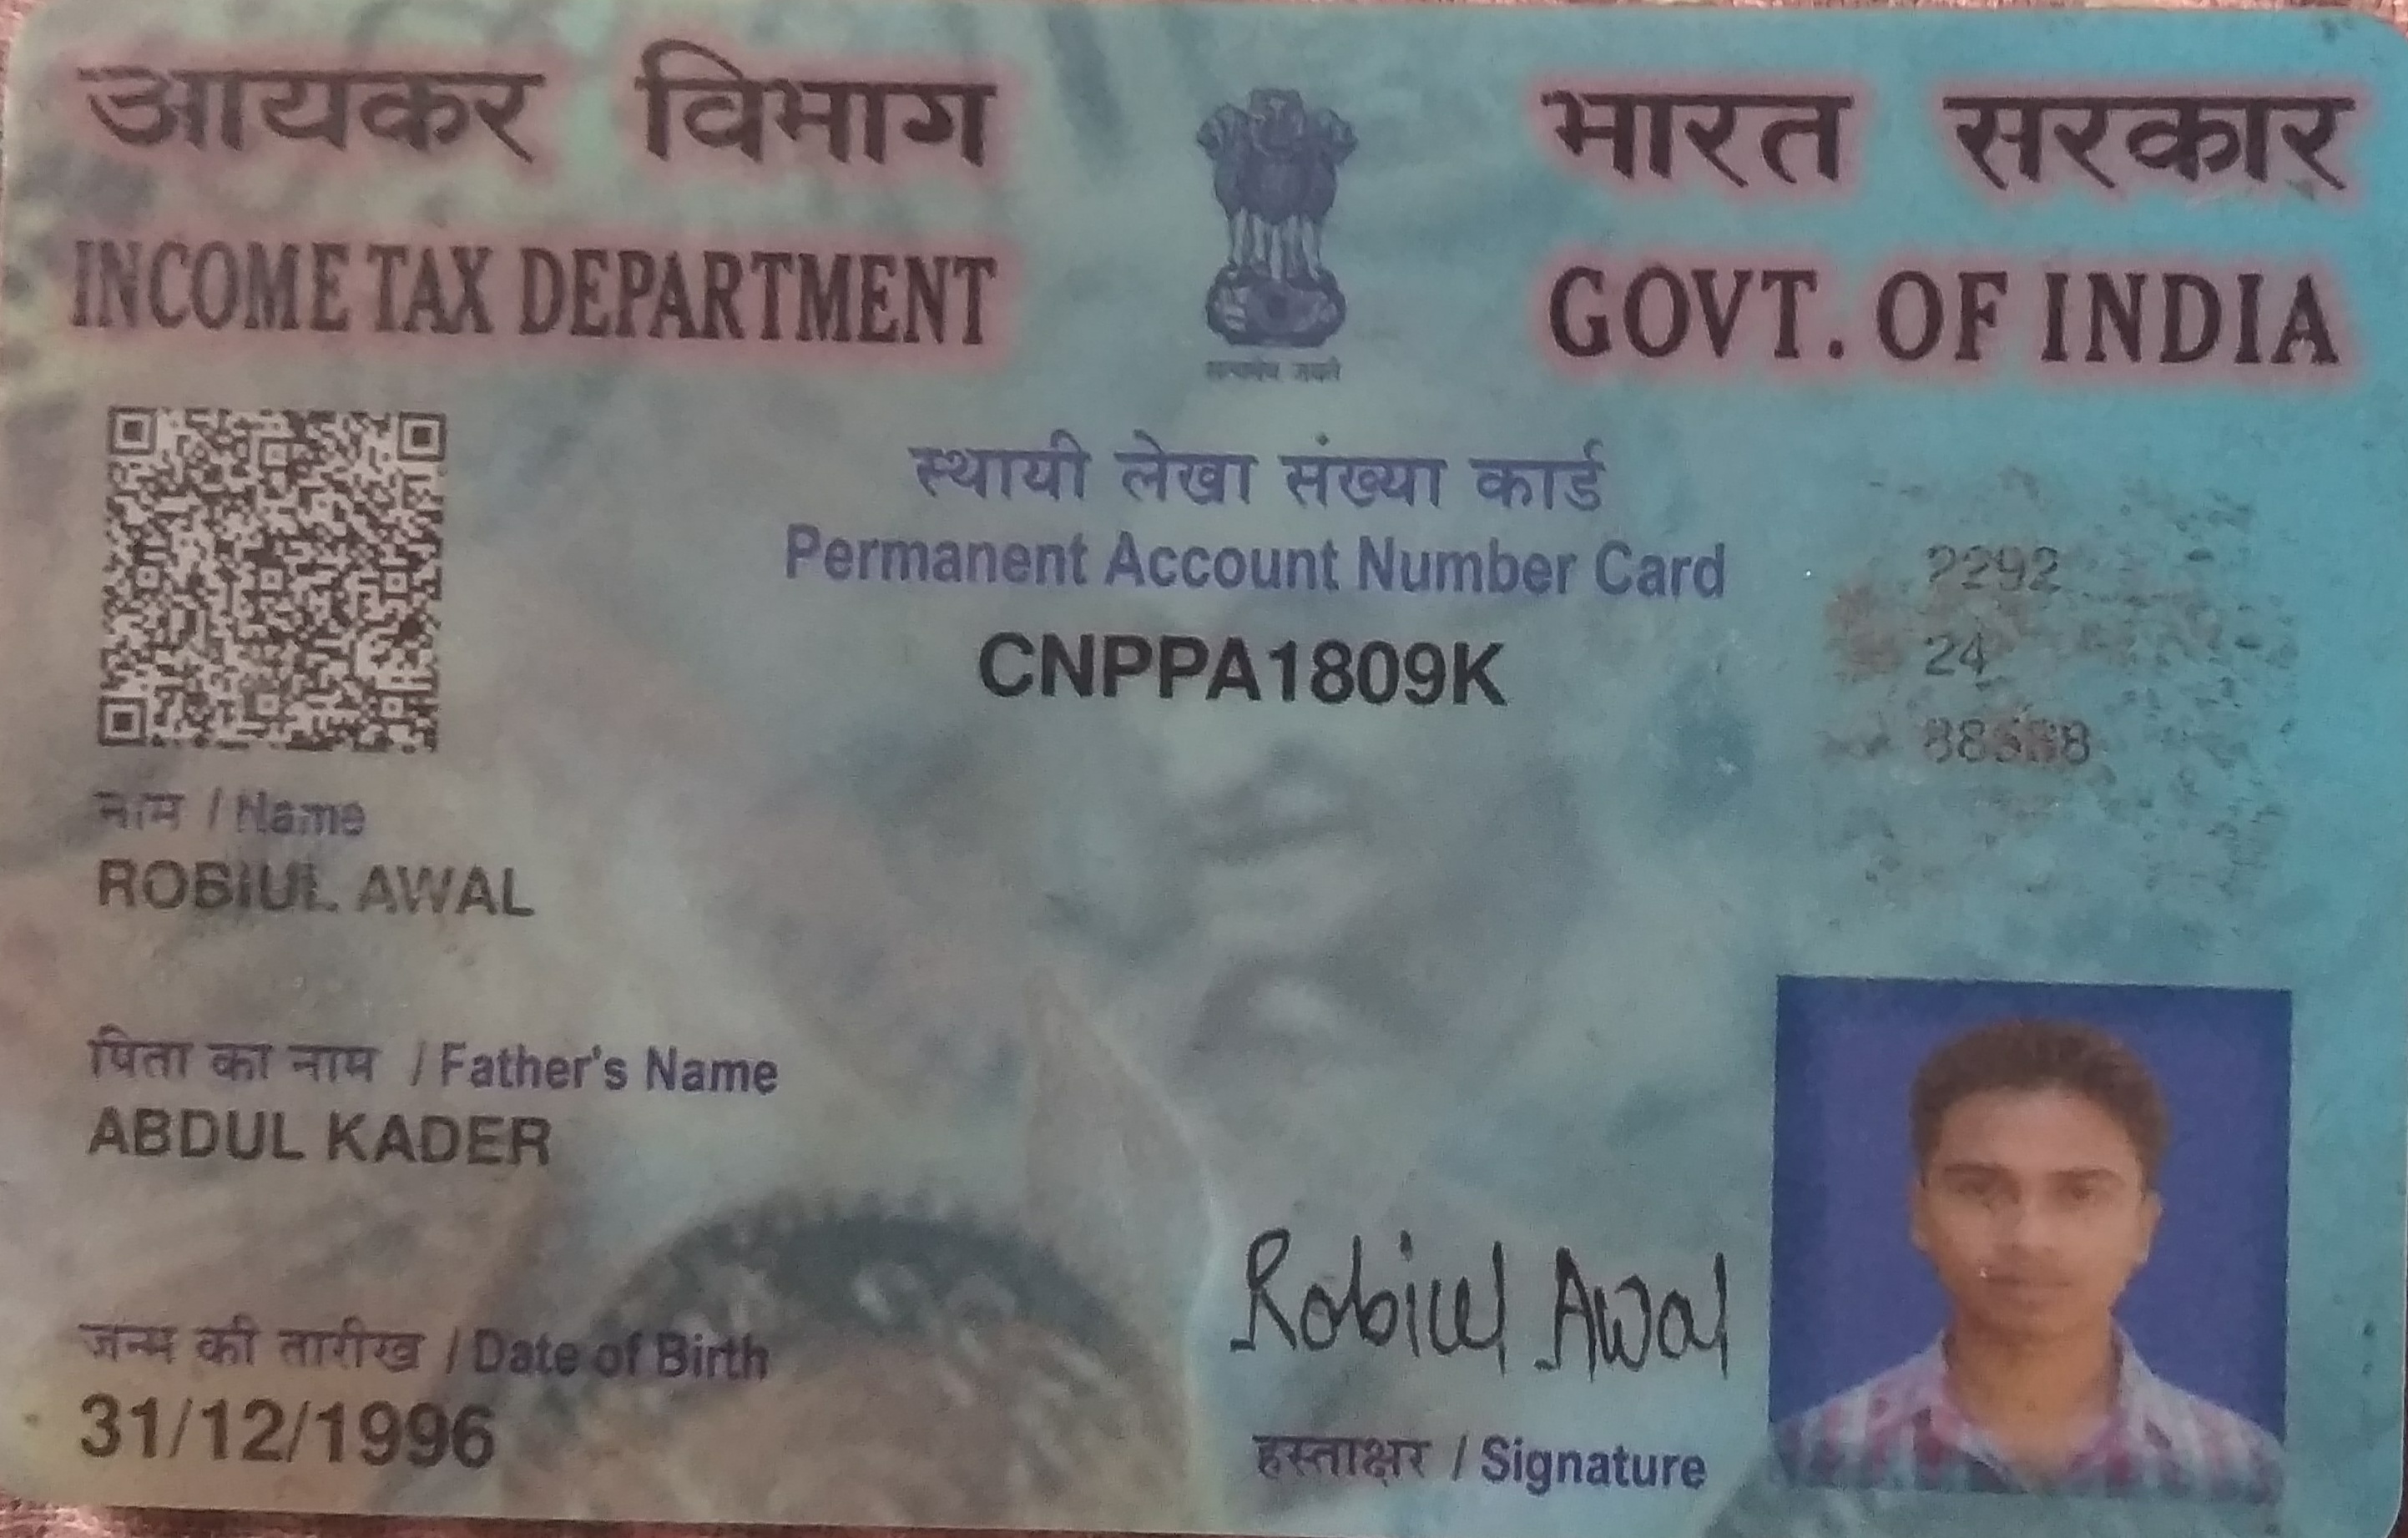 आयकर विभाग
INCOME TAX DEPARTMENT
सत्यमेव जयते
भारत सरकार
GOVT. OF INDIA
स्थायी लेखा संख्या कार्ड
Permanent Account Number Card
CNPPA1809K
2292
24
नाम / Name
ROBIUL AWAL
पिता का नाम / Father's Name
ABDUL KADER
जन्म की तारीख / Date of Birth
31/12/1996
Robiul Awal
हस्ताक्षर / Signature